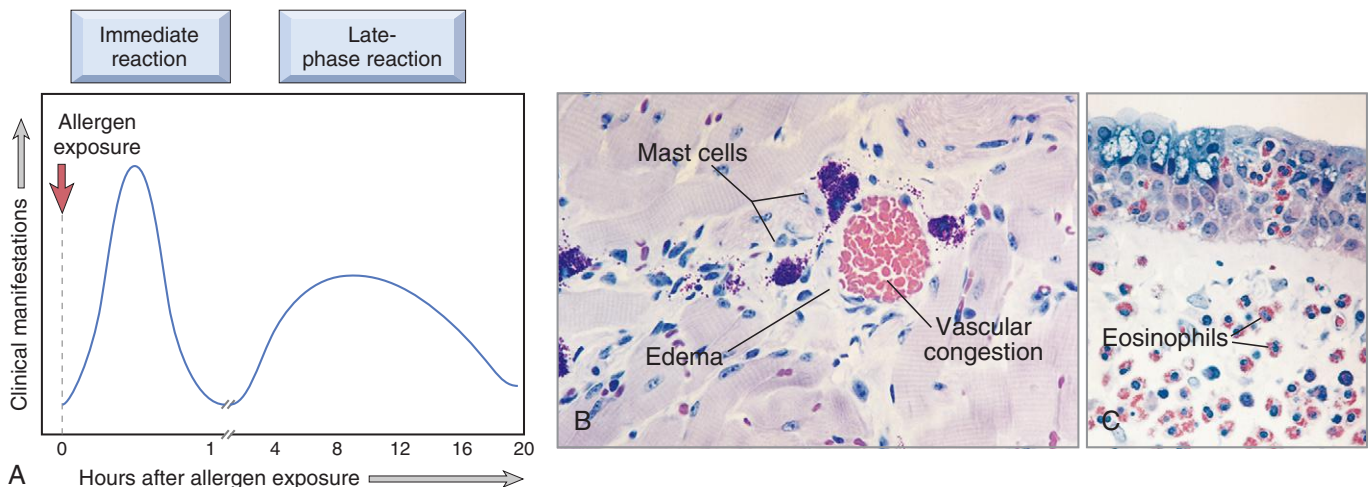 Immediate
reaction
Late-
phase reaction
Clinical manifestations
Allergen
exposure
0 1 4 8 12 16 20
Hours after allergen exposure
A
Mast cells
Edema
Vascular
congestion
B
Eosinophils
C